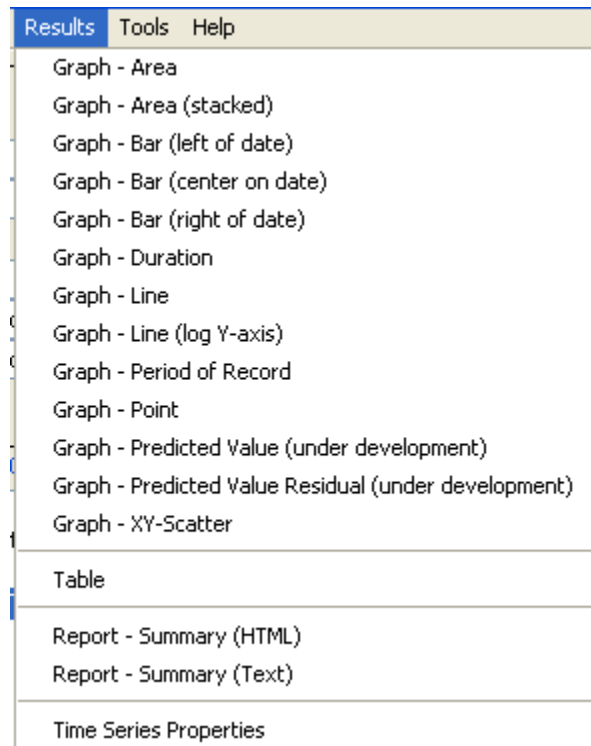 Results Tools Help
Graph - Area
Graph - Area (stacked)
Graph - Bar (left of date)
Graph - Bar (center on date)
Graph - Bar (right of date)
Graph - Duration
Graph - Line
Graph - Line (log Y-axis)
Graph - Period of Record
Graph - Point
Graph - Predicted Value (under development)
Graph - Predicted Value Residual (under development)
Graph - XY-Scatter
Table
Report - Summary (HTML)
Report - Summary (Text)
Time Series Properties